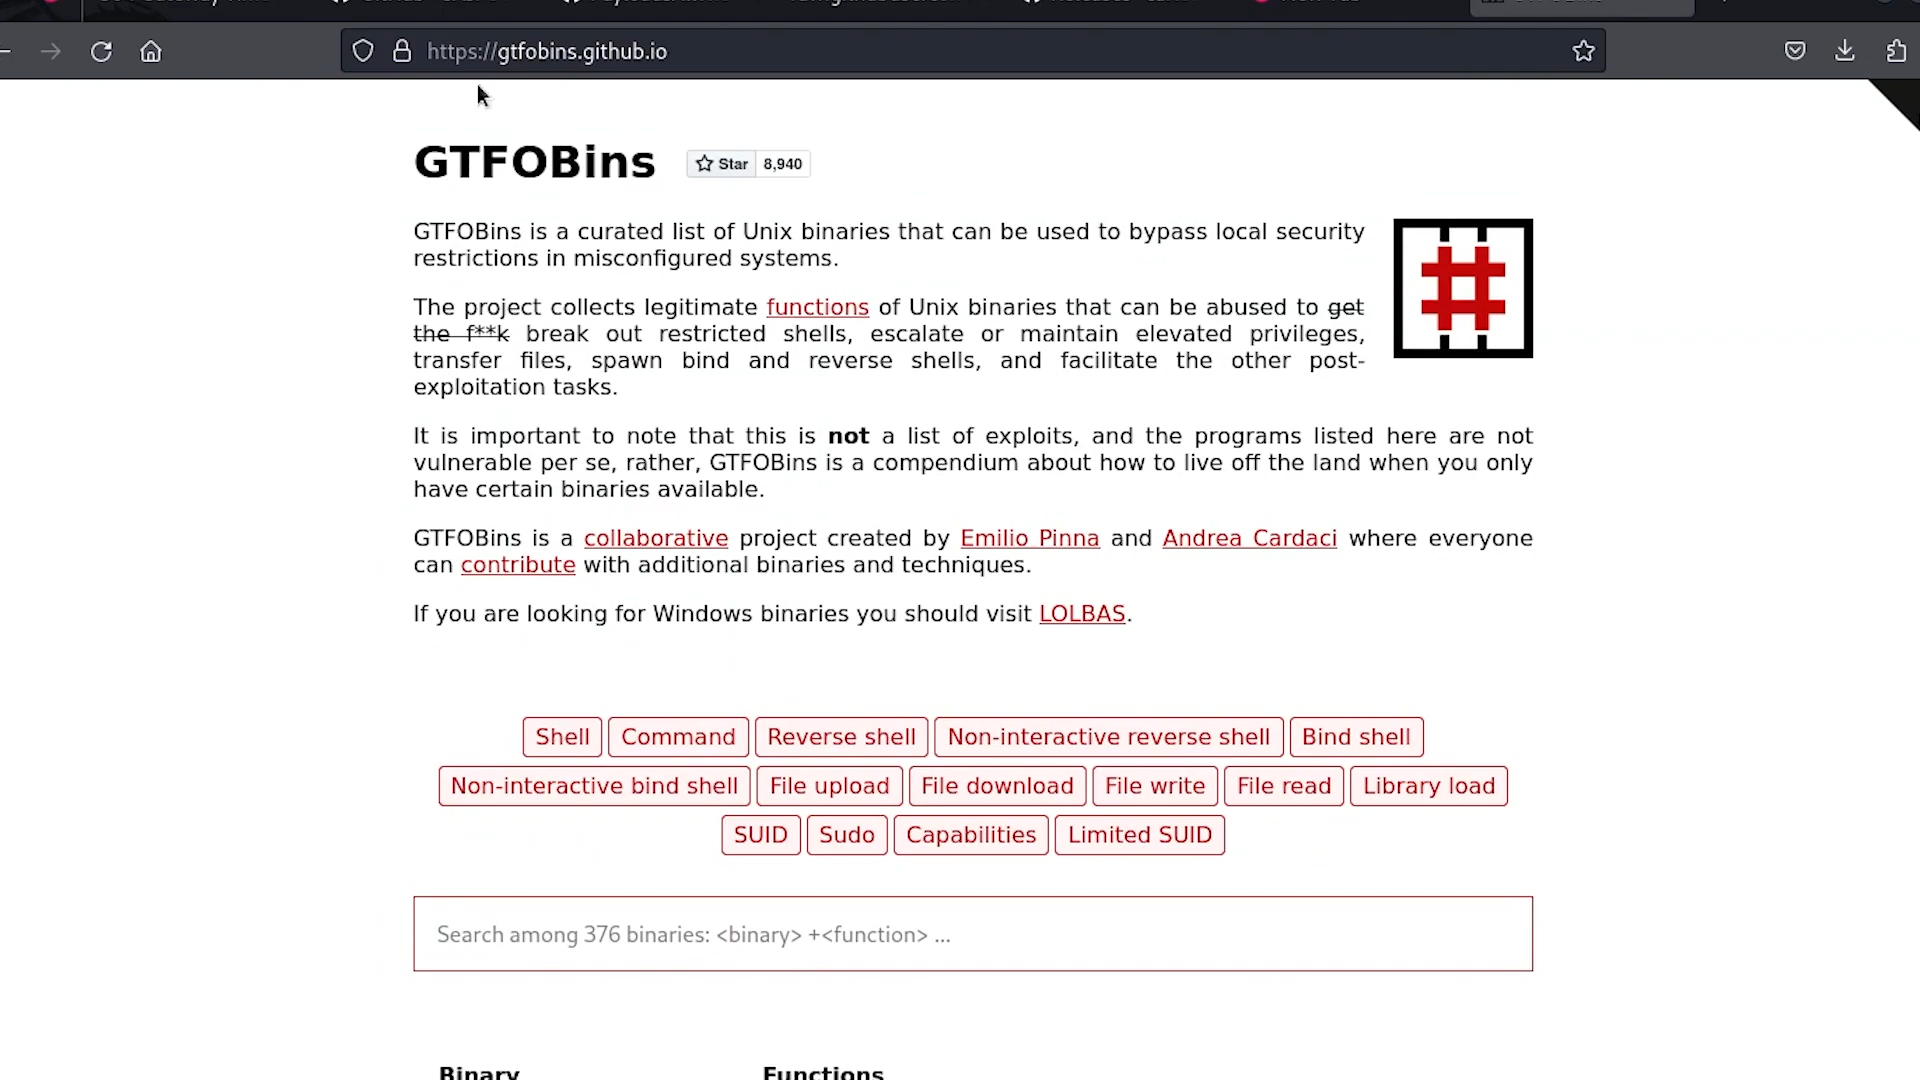 https://gtfobins.github.io
GTFOBins
Star 8,940
GTFOBins is a curated list of Unix binaries that can be used to bypass local security
restrictions in misconfigured systems.
The project collects legitimate functions of Unix binaries that can be abused to get
the f**k break out restricted shells, escalate or maintain elevated privileges,
transfer files, spawn bind and reverse shells, and facilitate the other post-
exploitation tasks.
It is important to note that this is not a list of exploits, and the programs listed here are not
vulnerable per se, rather, GTFOBins is a compendium about how to live off the land when you only
have certain binaries available.
GTFOBins is a collaborative project created by Emilio Pinna and Andrea Cardaci where everyone
can contribute with additional binaries and techniques.
If you are looking for Windows binaries you should visit LOLBAS.
Shell Command Reverse shell Non-interactive reverse shell Bind shell
Non-interactive bind shell File upload File download File write File read Library load
SUID Sudo Capabilities Limited SUID
Search among 376 binaries: <binary> +<function> ...
Binary Functions